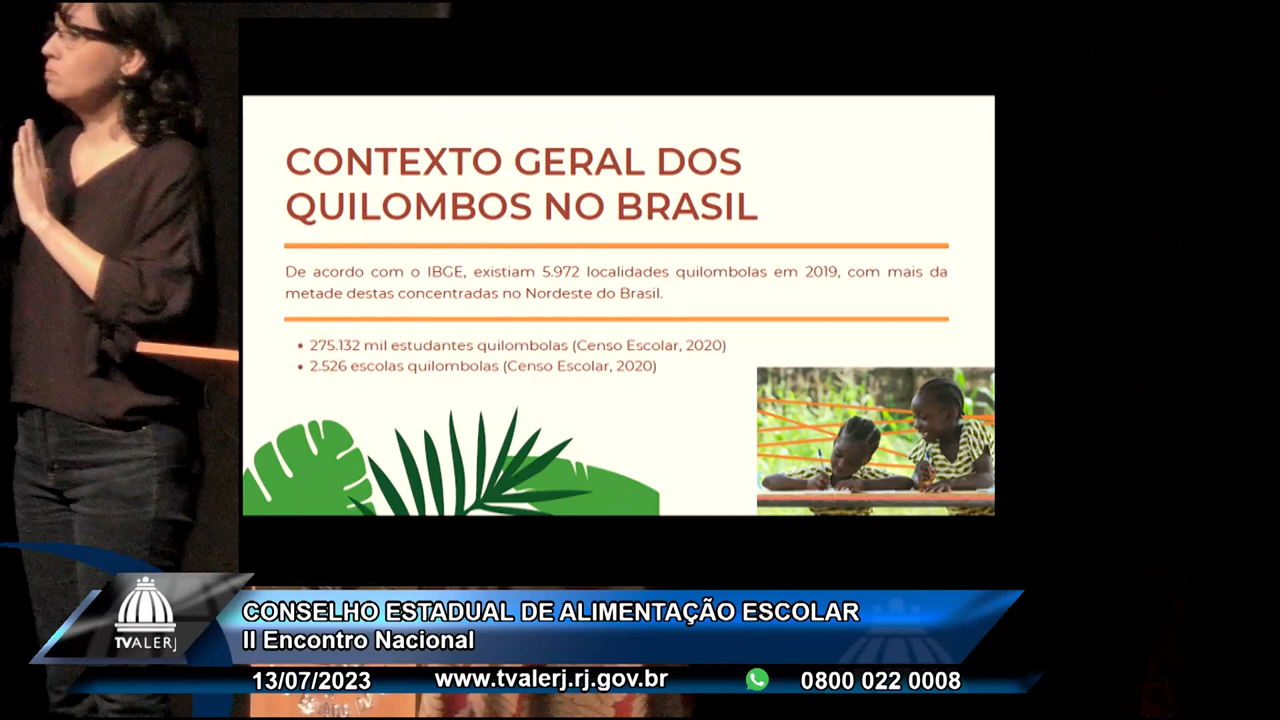 CONTEXTO GERAL DOS
QUILOMBOS NO BRASIL
De acordo com o IBGE, existiam 5.972 localidades quilombolas em 2019, com mais da
metade destas concentradas no Nordeste do Brasil.
• 275.132 mil estudantes quilombolas (Censo Escolar, 2020)
• 2.526 escolas quilombolas (Censo Escolar, 2020)
TVALERJ
CONSELHO ESTADUAL DE ALIMENTAÇÃO ESCOLAR
II Encontro Nacional
13/07/2023
www.tvalerj.rj.gov.br
0800 022 0008